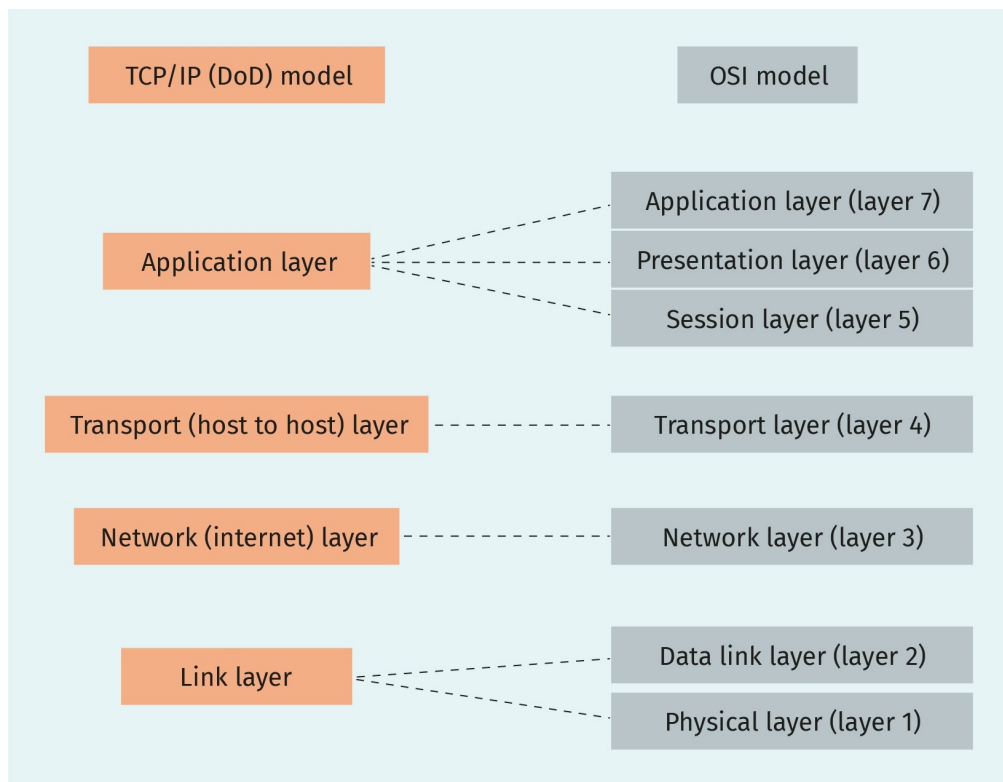 TCP/IP (DoD) model
OSI model
Application layer
Application layer (layer 7)
Presentation layer (layer 6)
Session layer (layer 5)
Transport (host to host) layer
Transport layer (layer 4)
Network (internet) layer
Network layer (layer 3)
Link layer
Data link layer (layer 2)
Physical layer (layer 1)